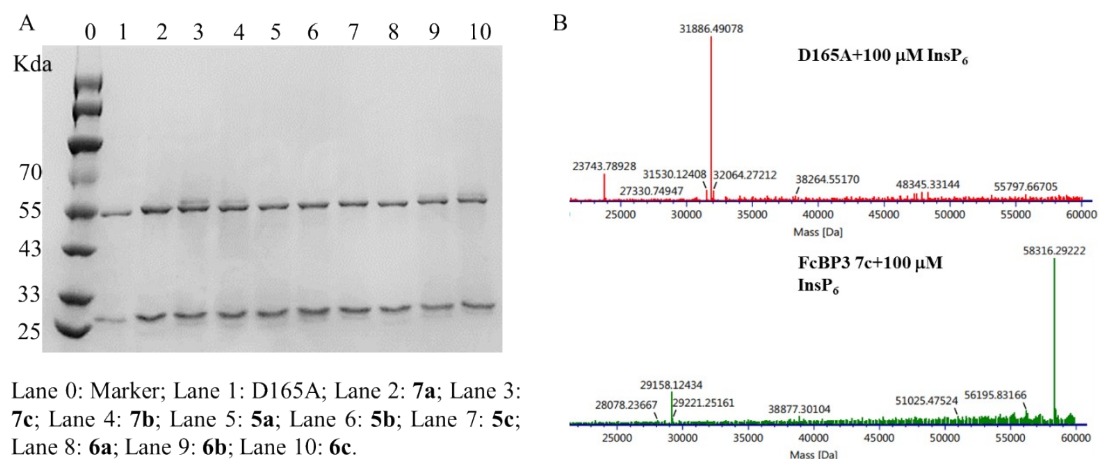 A
0 1 2 3 4 5 6 7 8 9 10
Kda
70
55
43
33
25
Lane 0: Marker; Lane 1: D165A; Lane 2: 7a; Lane 3:
7c; Lane 4: 7b; Lane 5: 5a; Lane 6: 5b; Lane 7: 5c;
Lane 8: 6a; Lane 9: 6b; Lane 10: 6c.
B
31886.49078
D165A+100 μM InsP₆
23743.78928
31530.12408
32064.27212
27330.74947
38264.55170
48345.33144
55797.66705
25000 30000 35000 40000 45000 50000 55000 60000
Mass [Da]
FcBP3 7c+100 μM
InsP₆
58316.29222
29158.12434
28078.23667
29221.25161
38877.30104
51025.47524
56195.83166
25000 30000 35000 40000 45000 50000 55000 60000
Mass [Da]